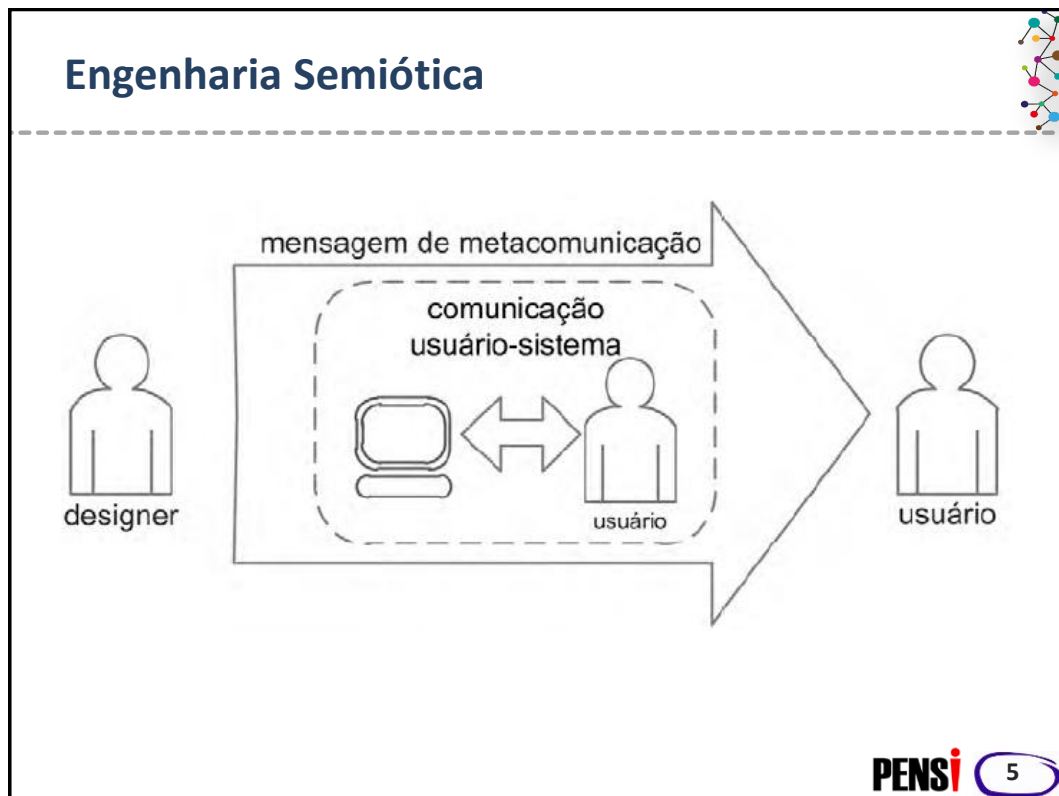 Engenharia Semiótica
mensagem de metacomunicação
comunicação
usuário-sistema
designer
usuário
usuário
PENSi
5